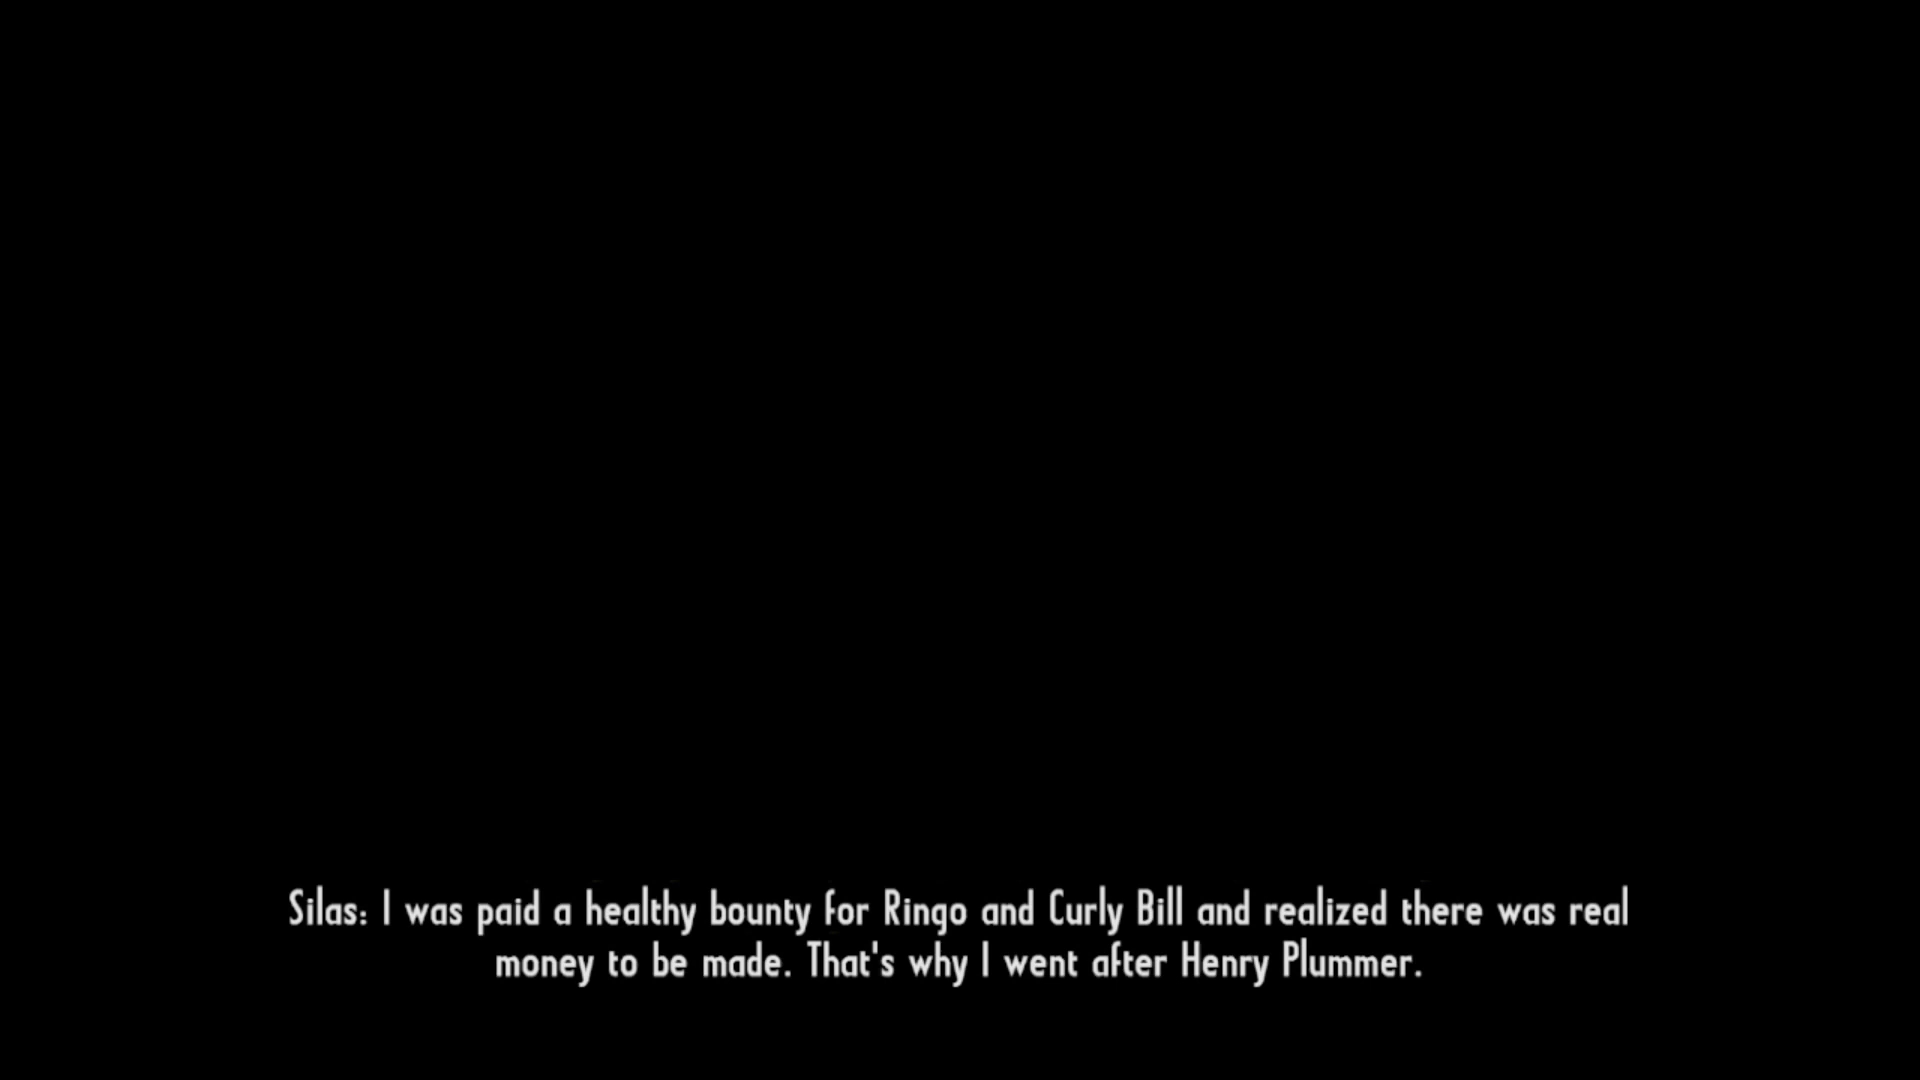 Silas: I was paid a healthy bounty for Ringo and Curly Bill and realized there was real
money to be made. That's why I went after Henry Plummer.